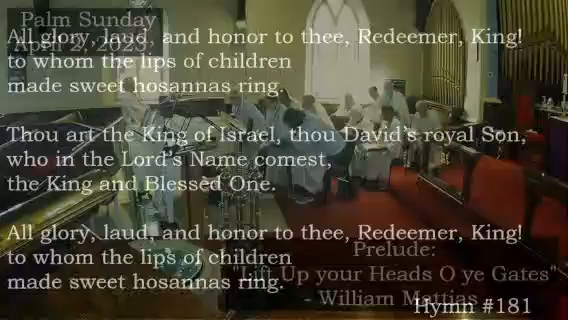 Palm Sunday
April 2, 2023
All glory, laud, and honor to thee, Redeemer, King!
to whom the lips of children
made sweet hosannas ring.
Thou art the King of Israel, thou David's royal Son,
who in the Lord's Name comest,
the King and Blessed One.
All glory, laud, and honor to thee, Redeemer, King!
to whom the lips of children
made sweet hosannas ring.
Prelude:
"Lift Up your Heads O ye Gates"
- William Mattias
Hymn #181